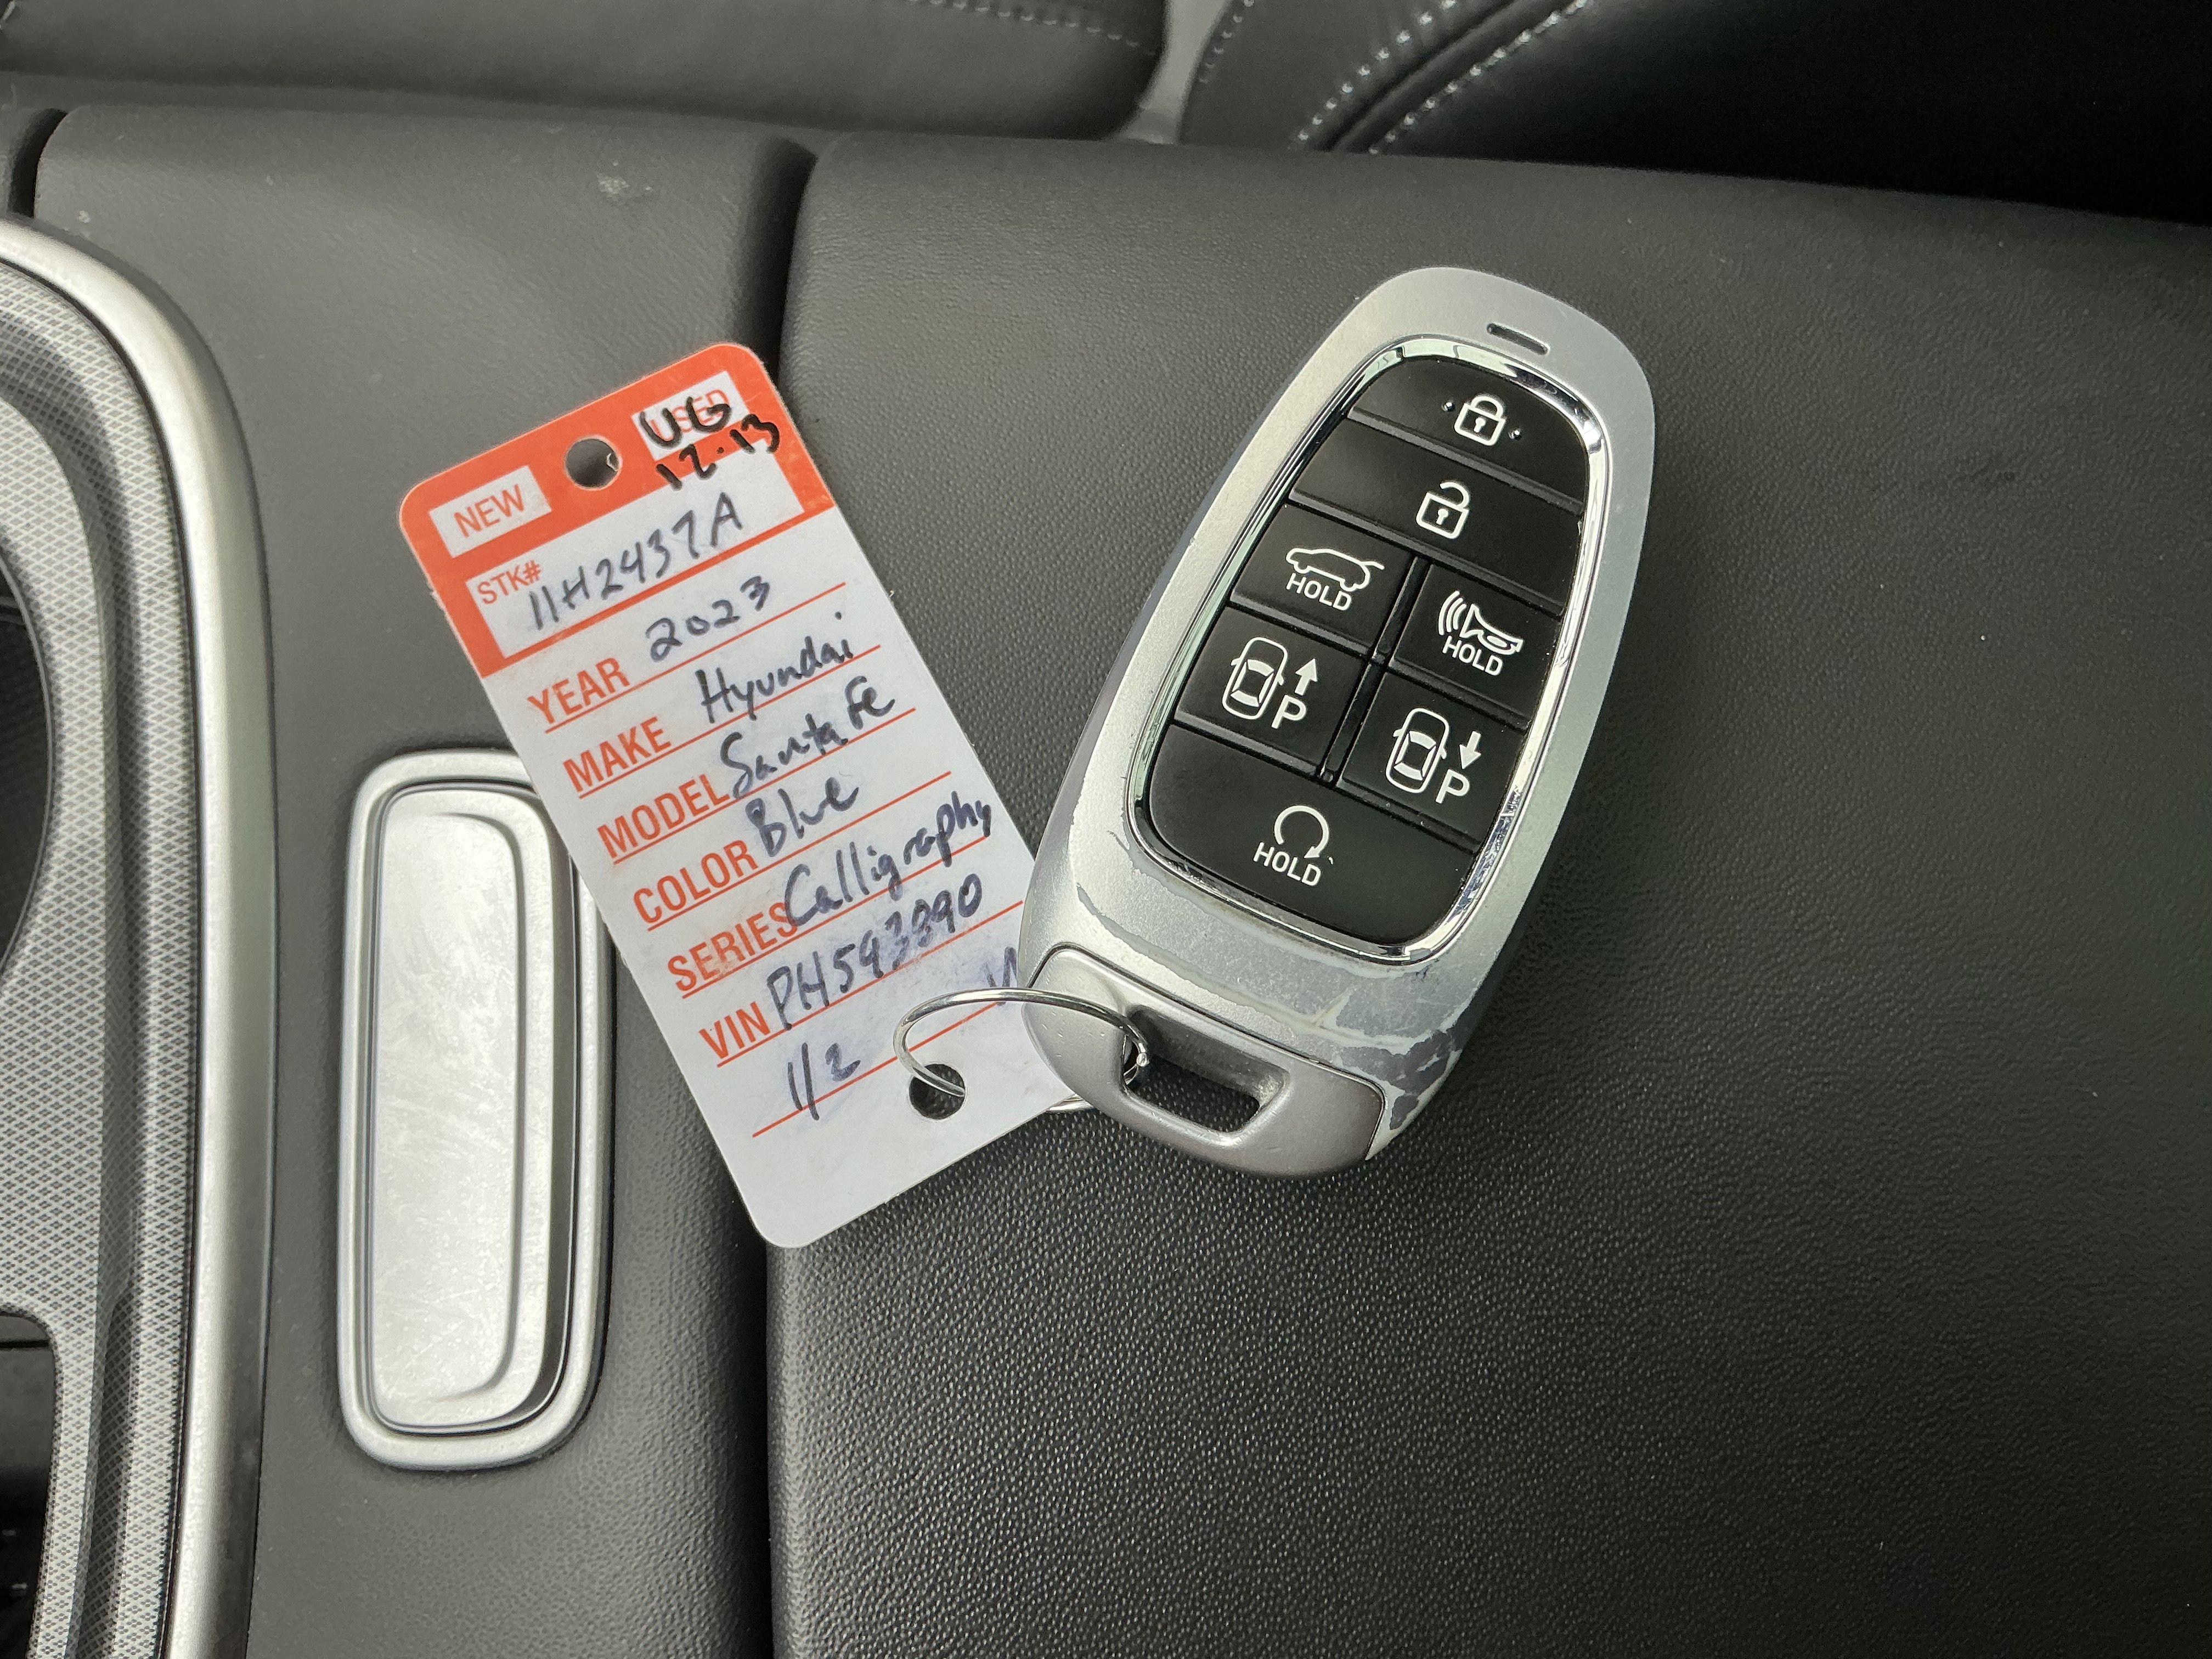 NEW
USED
UG
12.13
STK# 11H2437A
YEAR 2023
MAKE Hyundai
MODEL Santa Fe
COLOR Blue
SERIES Calligraphy
VIN PH593890
1/2
HOLD
HOLD
P
P
HOLD